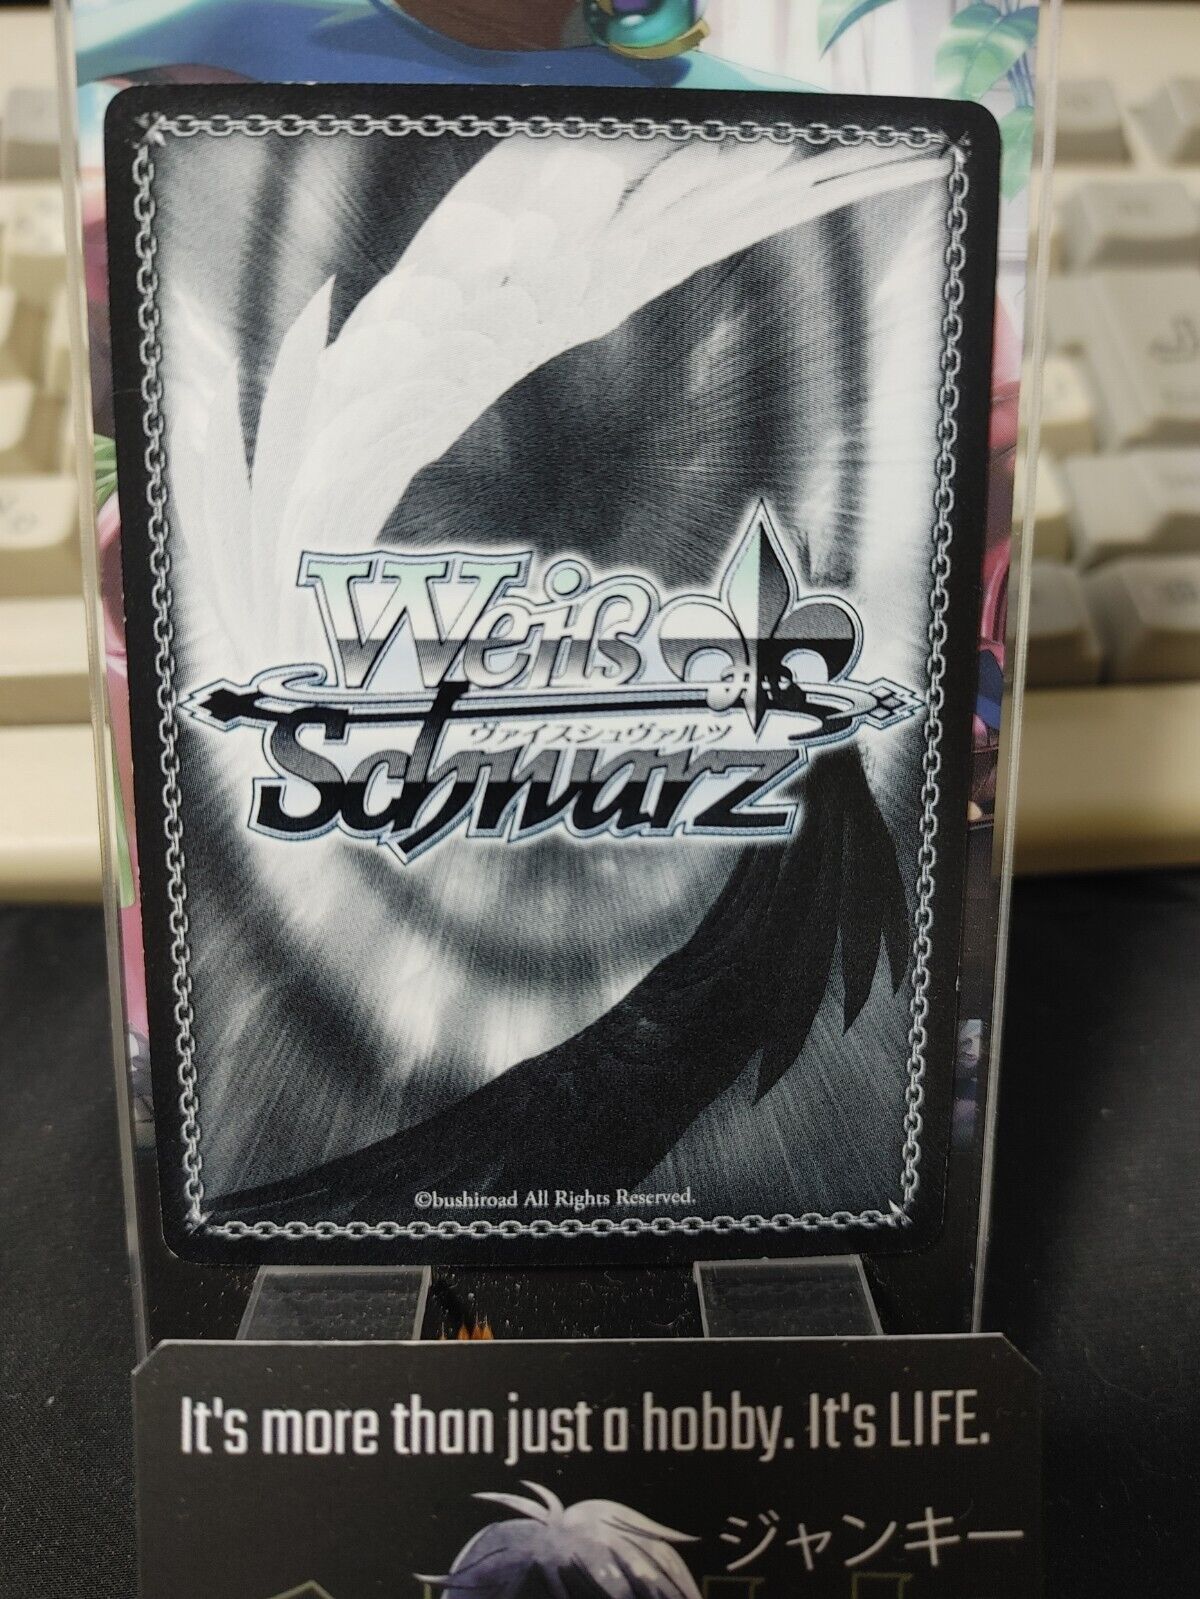 Weiß
ヴァイスシュヴァルツ
Schwarz
©bushiroad All Rights Reserved.
It's more than just a hobby. It's LIFE.
ジャンキー